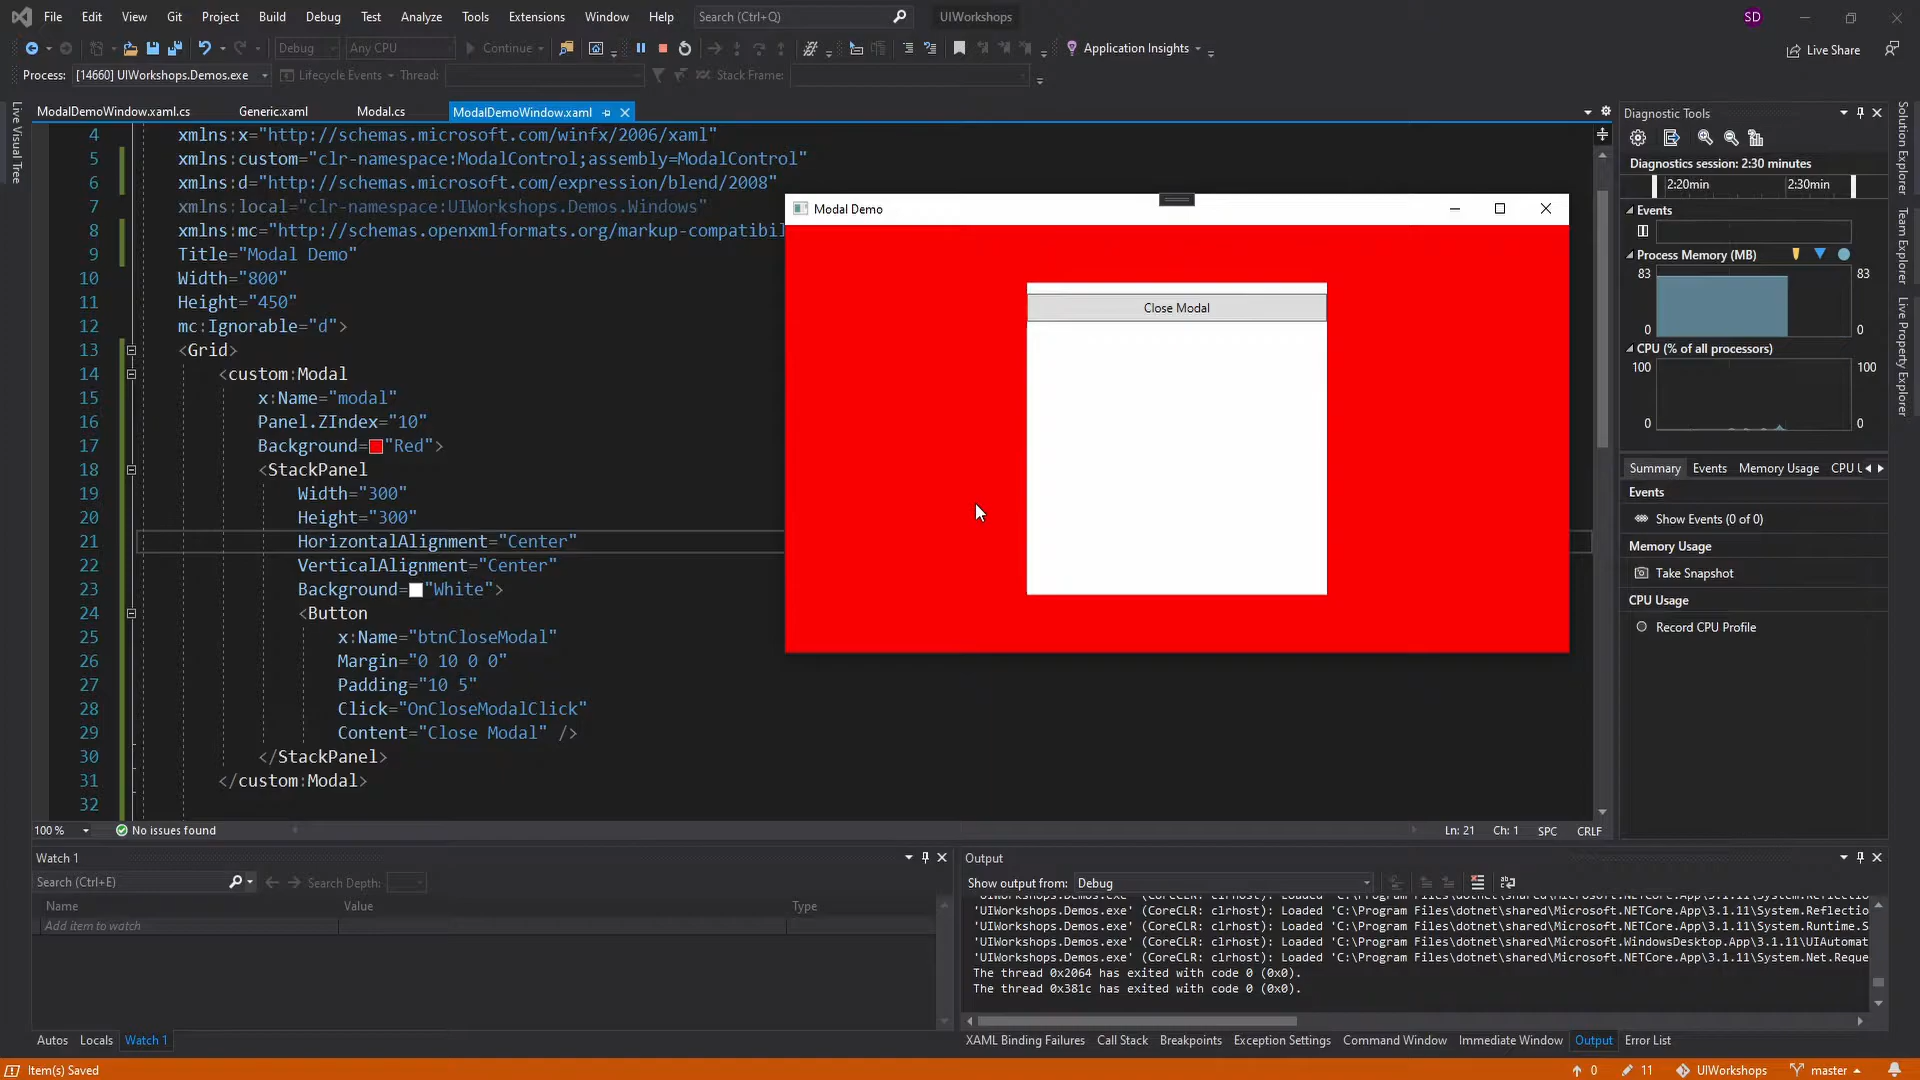 File Edit View Git Project Build Debug Test Analyze Tools Extensions Window Help Search (Ctrl+Q) UIWorkshops SD
Debug Any CPU Continue Application Insights Live Share
Process: [14660] UIWorkshops.Demos.exe Lifecycle Events Thread: Stack Frame:
Live Visual Tree
ModalDemoWindow.xaml.cs Generic.xaml Modal.cs ModalDemoWindow.xaml
4 xmlns:x="http://schemas.microsoft.com/winfx/2006/xaml"
5 xmlns:custom="clr-namespace:ModalControl;assembly=ModalControl"
6 xmlns:d="http://schemas.microsoft.com/expression/blend/2008"
7 xmlns:local="clr-namespace:UIWorkshops.Demos.Windows"
8 xmlns:mc="http://schemas.openxmlformats.org/markup-compatibil
9 Title="Modal Demo"
10 Width="800"
11 Height="450"
12 mc:Ignorable="d">
13 <Grid>
14 <custom:Modal
15 x:Name="modal"
16 Panel.ZIndex="10"
17 Background="Red">
18 <StackPanel
19 Width="300"
20 Height="300"
21 HorizontalAlignment="Center"
22 VerticalAlignment="Center"
23 Background="White">
24 <Button
25 x:Name="btnCloseModal"
26 Margin="0 10 0 0"
27 Padding="10 5"
28 Click="OnCloseModalClick"
29 Content="Close Modal" />
30 </StackPanel>
31 </custom:Modal>
32
Modal Demo
Close Modal
100 % No issues found Ln: 21 Ch: 1 SPC CRLF
Diagnostic Tools
Diagnostics session: 2:30 minutes
2:20min 2:30min
Events
Process Memory (MB)
83 83
0 0
CPU (% of all processors)
100 100
0 0
Summary Events Memory Usage CPU U
Events
Show Events (0 of 0)
Memory Usage
Take Snapshot
CPU Usage
Record CPU Profile
Solution Explorer
Team Explorer
Live Property Explorer
Watch 1
Search (Ctrl+E) Search Depth:
Name Value Type
Add item to watch
Autos Locals Watch 1
Output
Show output from: Debug
'UIWorkshops.Demos.exe' (CoreCLR: clrhost): Loaded 'C:\Program Files\dotnet\shared\Microsoft.NETCore.App\3.1.11\System.Reflectio
'UIWorkshops.Demos.exe' (CoreCLR: clrhost): Loaded 'C:\Program Files\dotnet\shared\Microsoft.NETCore.App\3.1.11\System.Runtime.S
'UIWorkshops.Demos.exe' (CoreCLR: clrhost): Loaded 'C:\Program Files\dotnet\shared\Microsoft.WindowsDesktop.App\3.1.11\UIAutomat
'UIWorkshops.Demos.exe' (CoreCLR: clrhost): Loaded 'C:\Program Files\dotnet\shared\Microsoft.NETCore.App\3.1.11\System.Net.Reque
The thread 0x2064 has exited with code 0 (0x0).
The thread 0x381c has exited with code 0 (0x0).
XAML Binding Failures Call Stack Breakpoints Exception Settings Command Window Immediate Window Output Error List
Item(s) Saved 0 11 UIWorkshops master